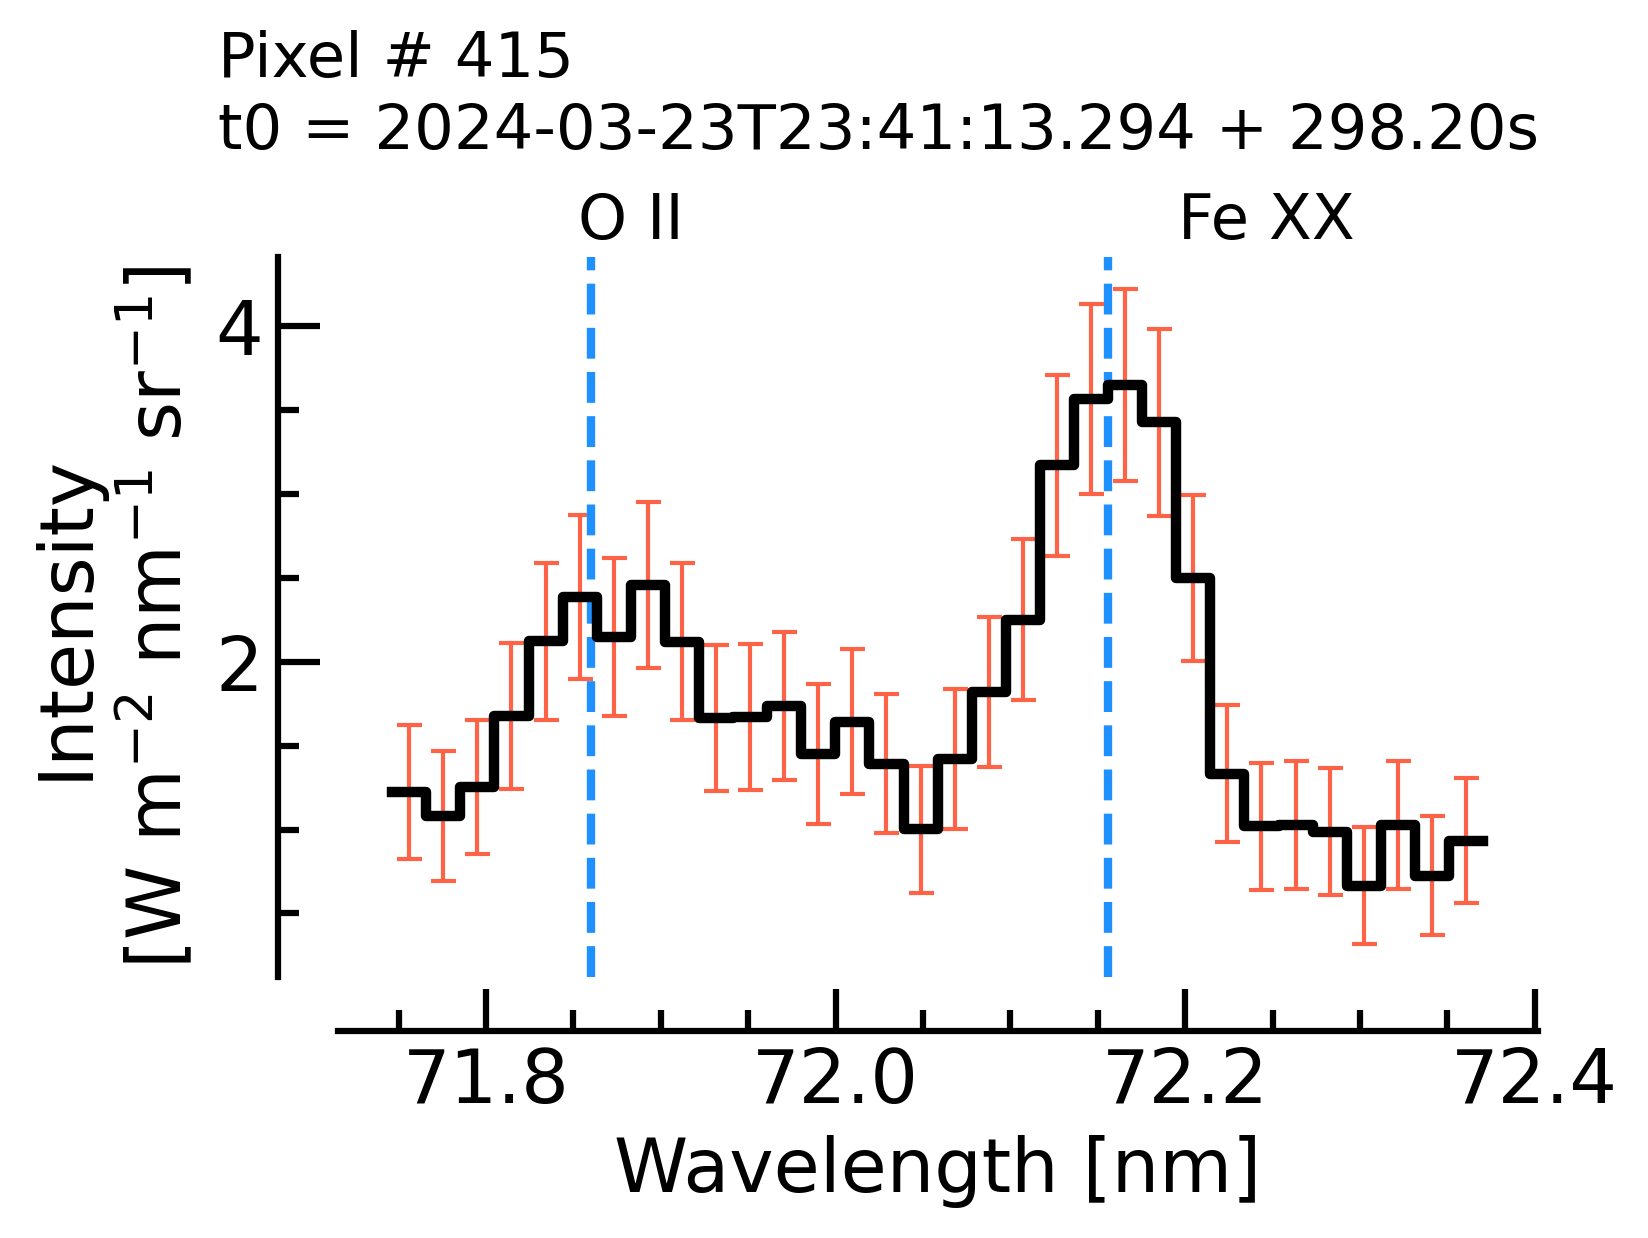 Pixel # 415
t0 = 2024-03-23T23:41:13.294 + 298.20s
O II Fe XX
Intensity
[W m⁻² nm⁻¹ sr⁻¹]
4
2
71.8 72.0 72.2 72.4
Wavelength [nm]